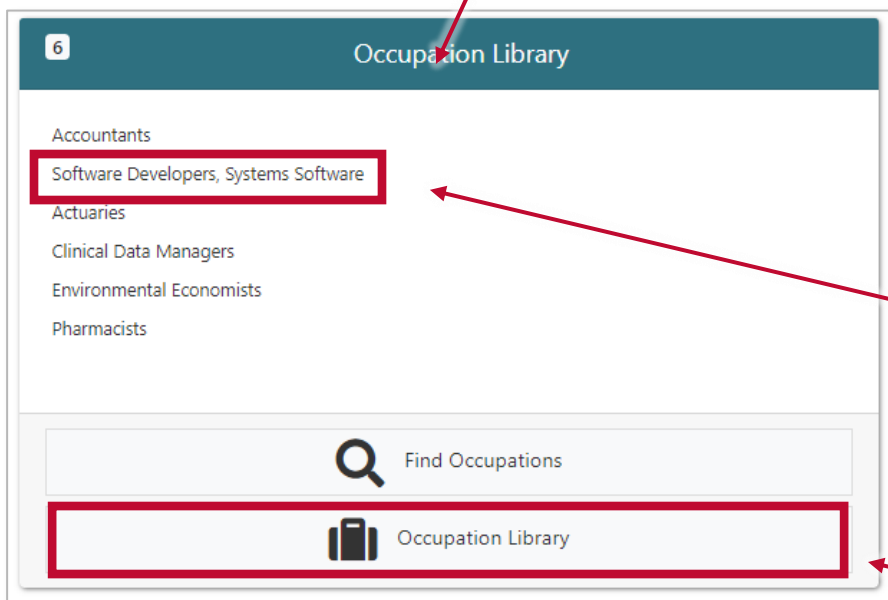 6
Occupation Library
Accountants
Software Developers, Systems Software
Actuaries
Clinical Data Managers
Environmental Economists
Pharmacists
Find Occupations
Occupation Library